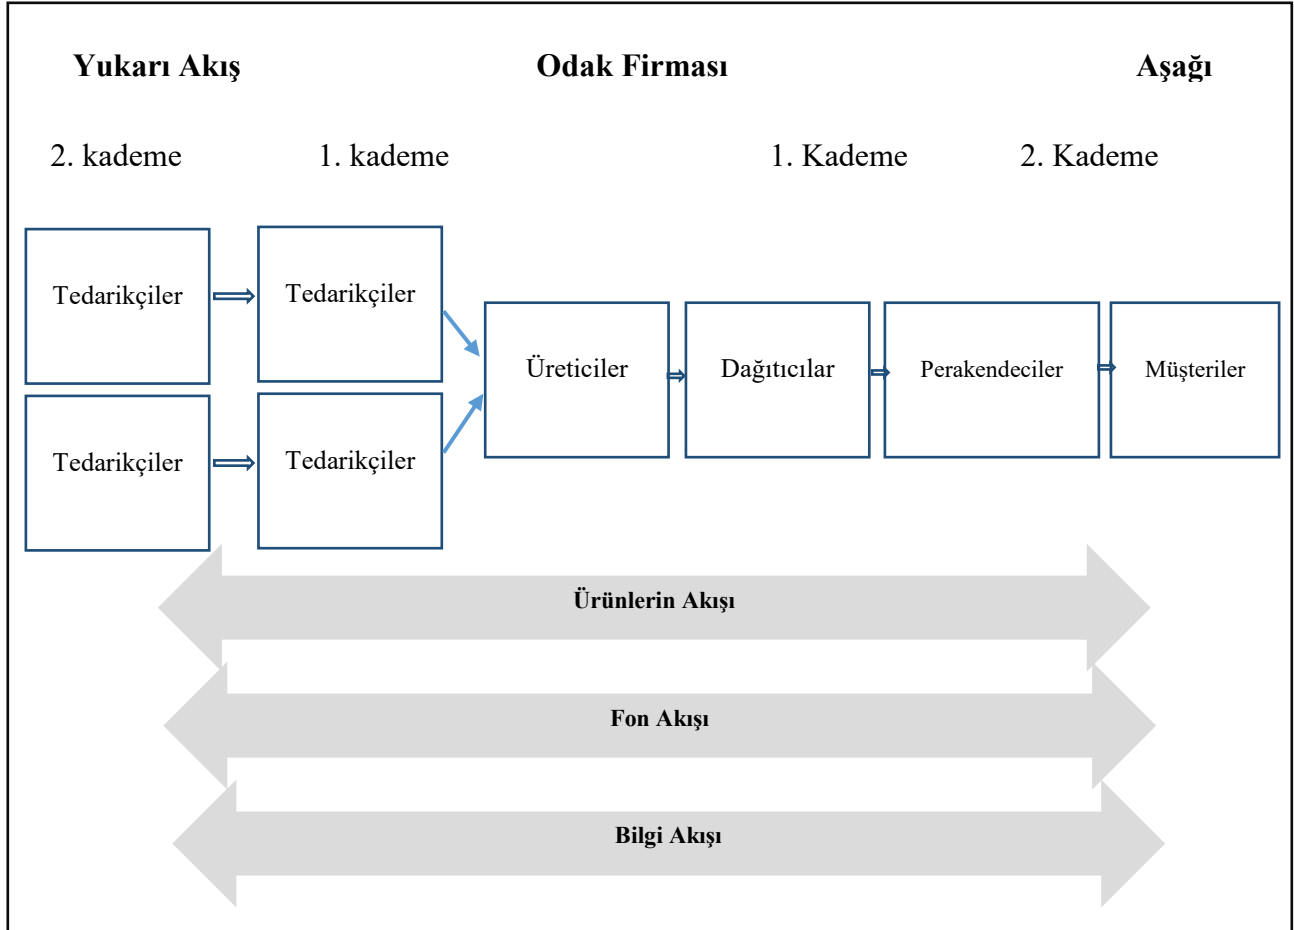 Yukarı Akış Odak Firması Aşağı
2. kademe 1. kademe 1. Kademe 2. Kademe
Tedarikçiler Tedarikçiler
Üreticiler Dağıtıcılar Perakendeciler Müşteriler
Tedarikçiler Tedarikçiler
Ürünlerin Akışı
Fon Akışı
Bilgi Akışı